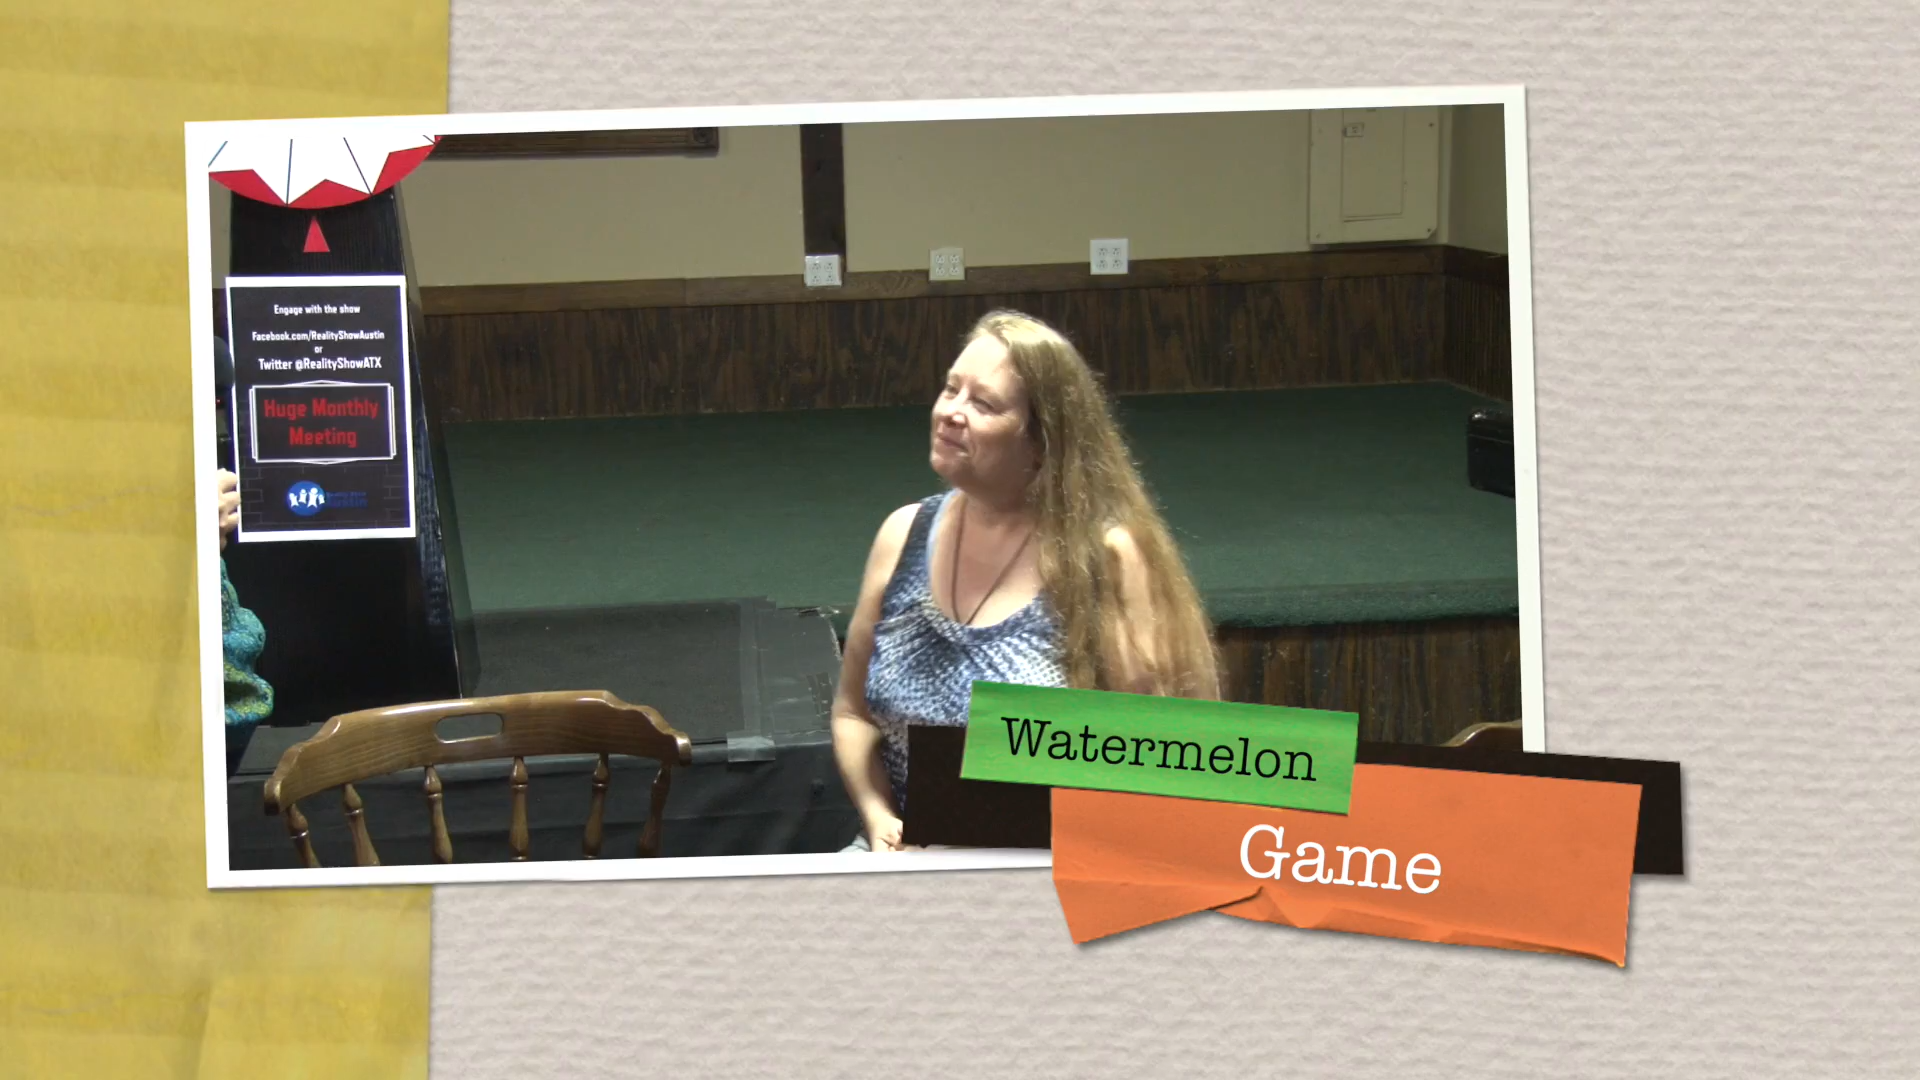 Engage with the show
Facebook.com/RealityShowAustin
or
Twitter @RealityShowATX
Huge Monthly
Meeting
Watermelon
Game